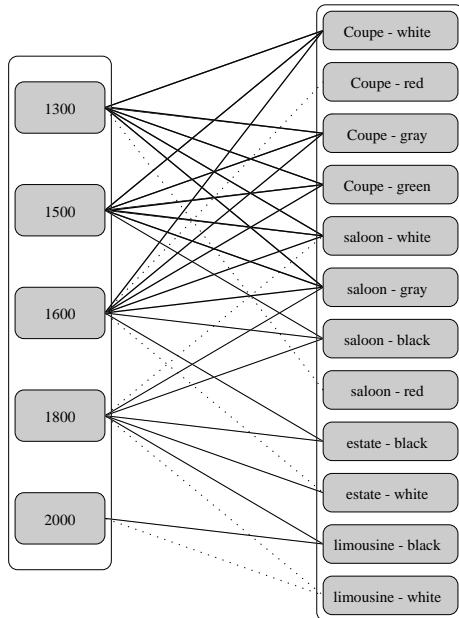 1300
1500
1600
1800
2000
Coupe - white
Coupe - red
Coupe - gray
Coupe - green
saloon - white
saloon - gray
saloon - black
saloon - red
estate - black
estate - white
limousine - black
limousine - white